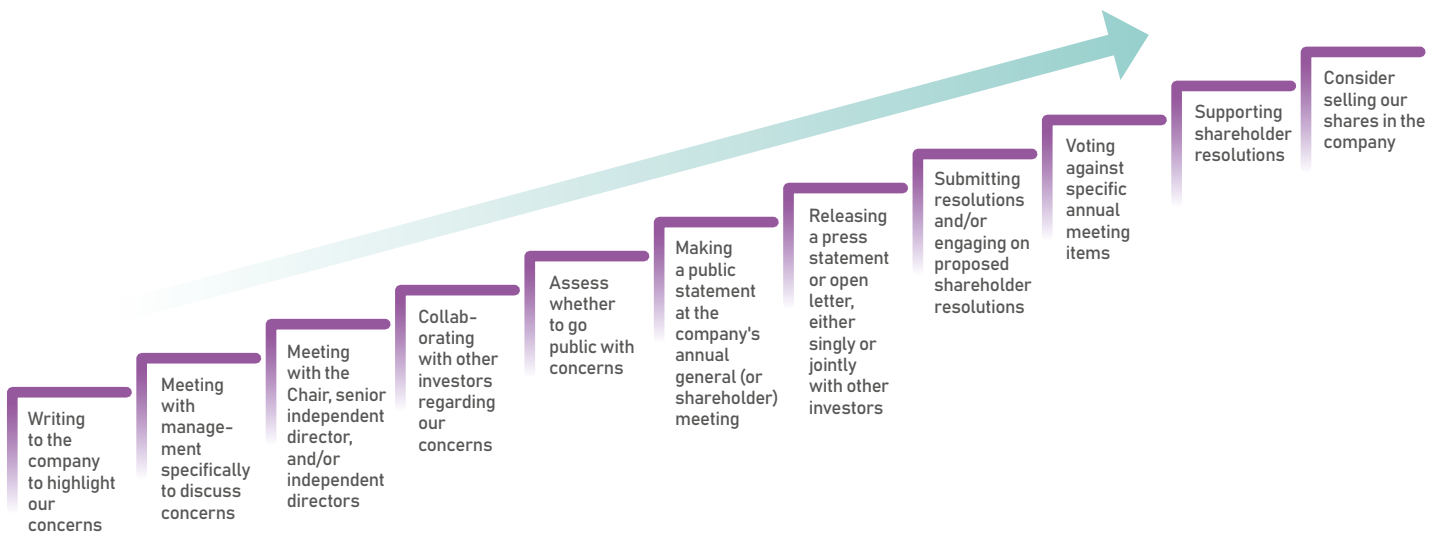 Writing
to the
company
to highlight
our
concerns
Meeting
with
manage-
ment
specifically
to discuss
concerns
Meeting
with the
Chair, senior
independent
director,
and/or
independent
directors
Collab-
orating
with other
investors
regarding
our
concerns
Assess
whether
to go
public with
concerns
Making
a public
statement
at the
company's
annual
general (or
shareholder)
meeting
Releasing
a press
statement
or open
letter,
either
singly or
jointly
with other
investors
Submitting
resolutions
and/or
engaging on
proposed
shareholder
resolutions
Voting
against
specific
annual
meeting
items
Supporting
shareholder
resolutions
Consider
selling our
shares in the
company